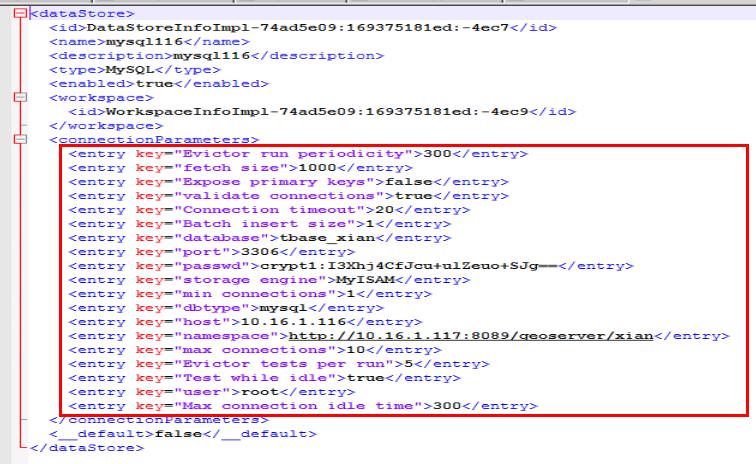 <dataStore>
<id>DataStoreInfoImpl-74ad5e09:169375181ed:-4ec7</id>
<name>mysql116</name>
<description>mysql116</description>
<type>MySQL</type>
<enabled>true</enabled>
<workspace>
<id>WorkspaceInfoImpl-74ad5e09:169375181ed:-4ec9</id>
</workspace>
<connectionParameters>
<entry key="Evictor run periodicity">300</entry>
<entry key="fetch size">1000</entry>
<entry key="Expose primary keys">false</entry>
<entry key="validate connections">true</entry>
<entry key="Connection timeout">20</entry>
<entry key="Batch insert size">1</entry>
<entry key="database">tbase_xian</entry>
<entry key="port">3306</entry>
<entry key="passwd">crypt1:I3Xhj4CfJcu+ulZeuo+SJg==</entry>
<entry key="storage engine">MyISAM</entry>
<entry key="min connections">1</entry>
<entry key="dbtype">mysql</entry>
<entry key="host">10.16.1.116</entry>
<entry key="namespace">http://10.16.1.117:8089/geoserver/xian</entry>
<entry key="max connections">10</entry>
<entry key="Evictor tests per run">5</entry>
<entry key="Test while idle">true</entry>
<entry key="user">root</entry>
<entry key="Max connection idle time">300</entry>
</connectionParameters>
<__default>false</__default>
</dataStore>